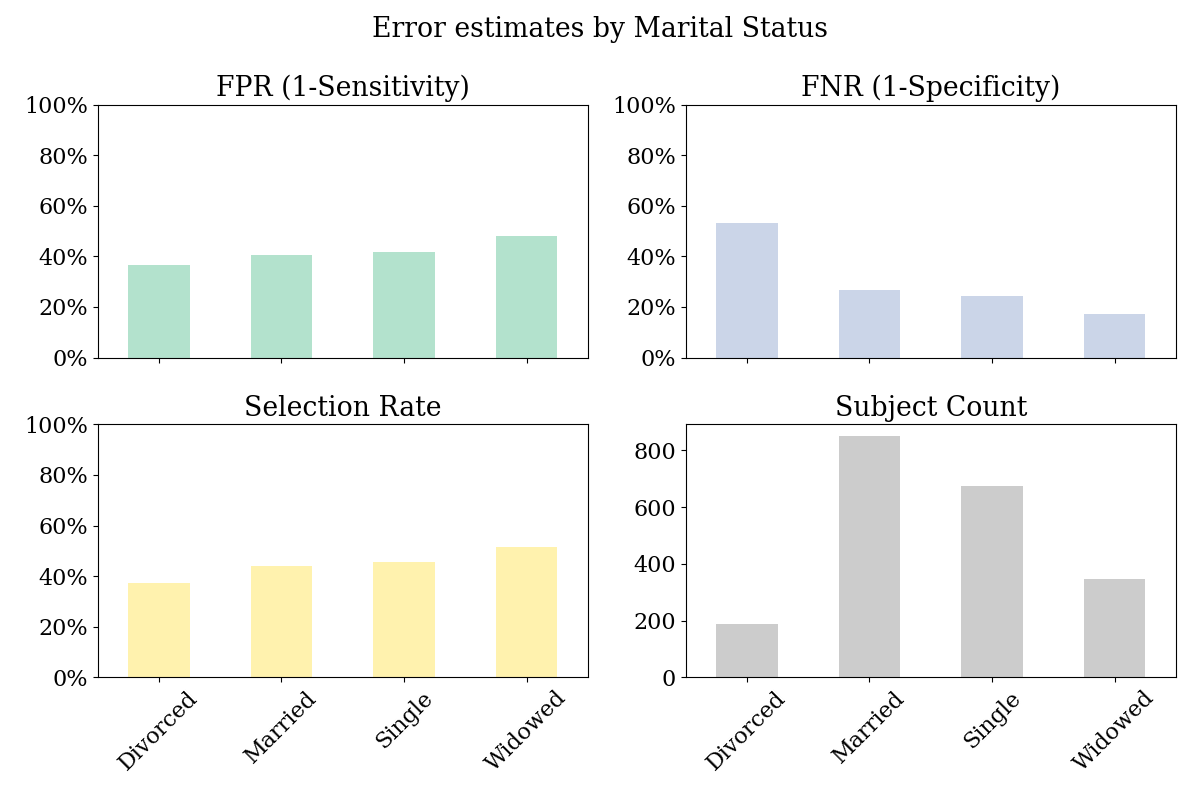 Error estimates by Marital Status
FPR (1-Sensitivity)
100%
80%
60%
40%
20%
0%
FNR (1-Specificity)
100%
80%
60%
40%
20%
0%
Selection Rate
100%
80%
60%
40%
20%
0%
Divorced
Married
Single
Widowed
Subject Count
800
600
400
200
0
Divorced
Married
Single
Widowed